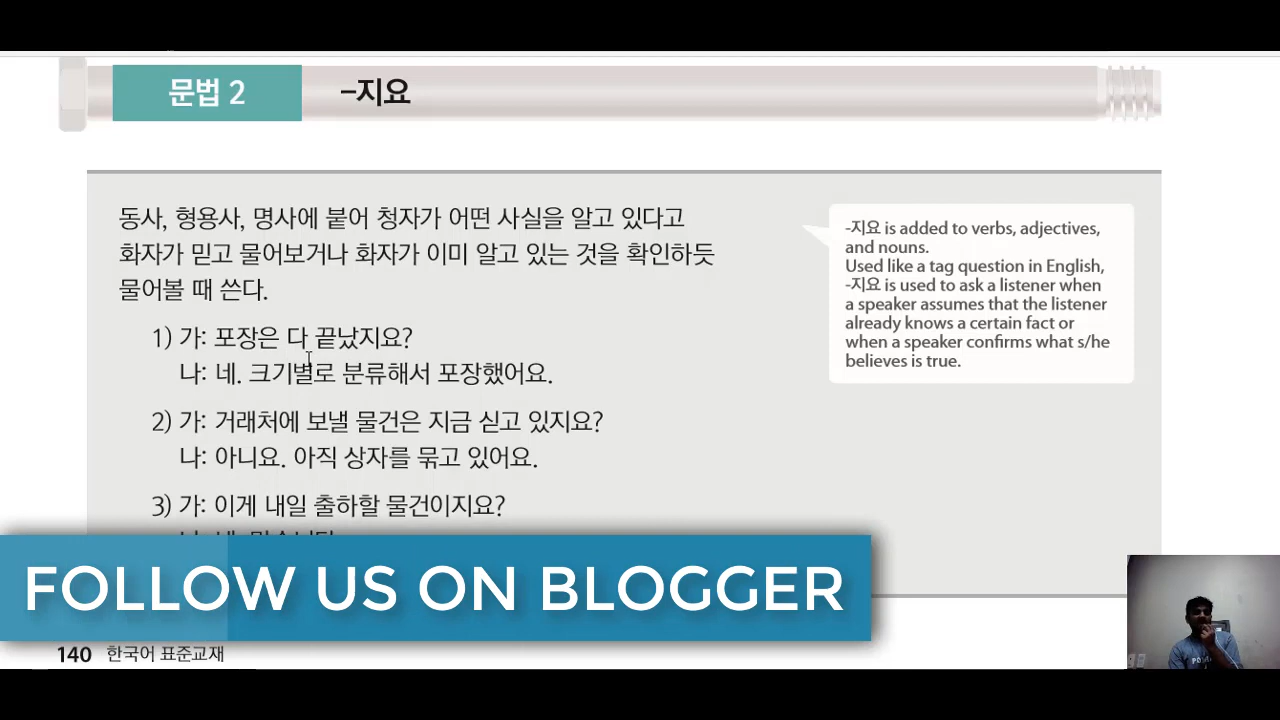 문법 2
–지요
동사, 형용사, 명사에 붙어 청자가 어떤 사실을 알고 있다고
화자가 믿고 물어보거나 화자가 이미 알고 있는 것을 확인하듯
물어볼 때 쓴다.
-지요 is added to verbs, adjectives,
and nouns.
Used like a tag question in English,
-지요 is used to ask a listener when
a speaker assumes that the listener
already knows a certain fact or
when a speaker confirms what s/he
believes is true.
1) 가: 포장은 다 끝났지요?
나: 네. 크기별로 분류해서 포장했어요.
2) 가: 거래처에 보낼 물건은 지금 싣고 있지요?
나: 아니요. 아직 상자를 묶고 있어요.
3) 가: 이게 내일 출하할 물건이지요?
FOLLOW US ON BLOGGER
140 한국어 표준교재